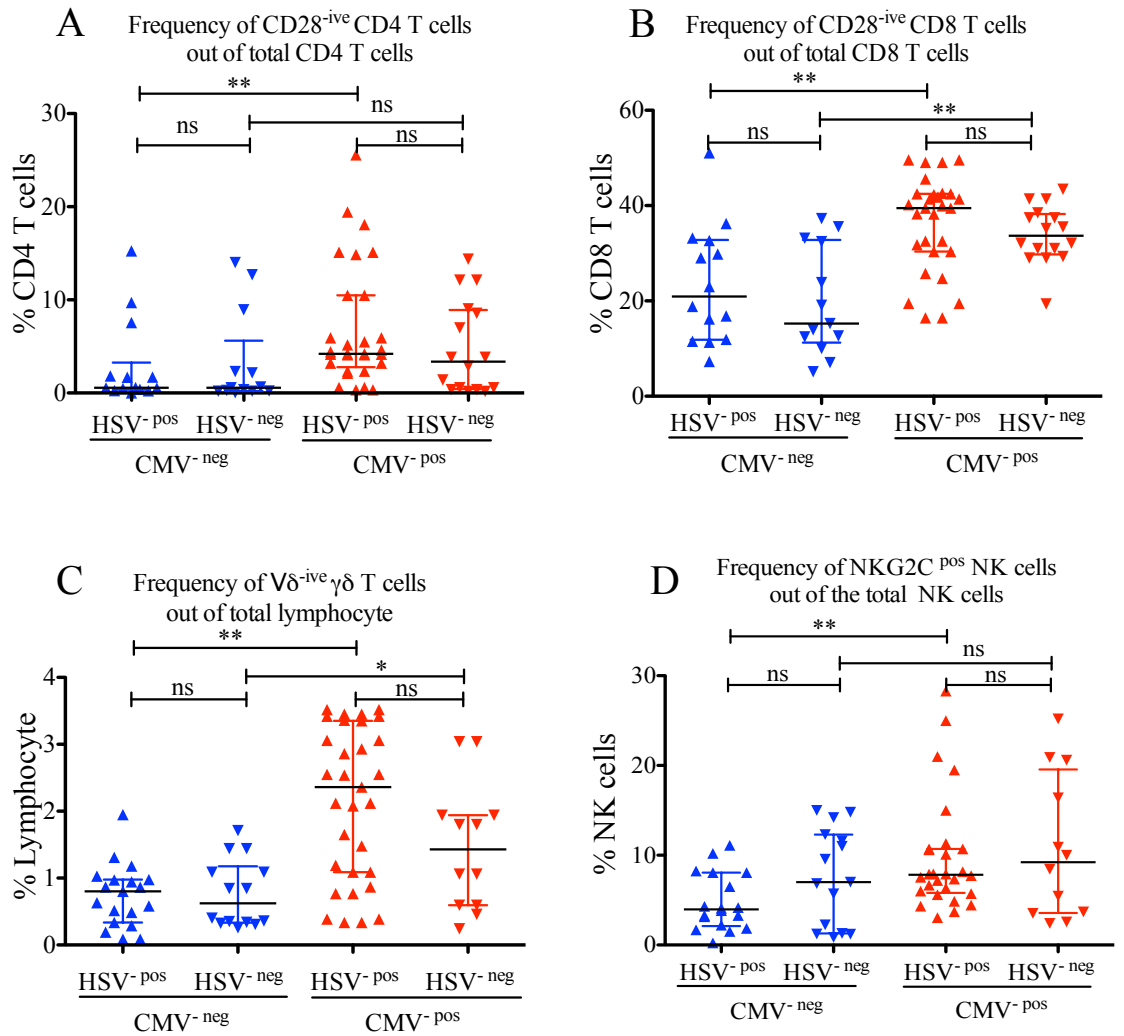 A
Frequency of CD28-ive CD4 T cells
out of total CD4 T cells
**
ns
ns
ns
30
20
10
0
% CD4 T cells
HSV- pos HSV- neg HSV- pos HSV- neg
CMV- neg CMV- pos
B
Frequency of CD28-ive CD8 T cells
out of total CD8 T cells
**
**
ns
ns
60
40
20
0
% CD8 T cells
HSV- pos HSV- neg HSV- pos HSV- neg
CMV- neg CMV- pos
C
Frequency of Vδ-ive γδ T cells
out of total lymphocyte
**
*
ns
ns
4
3
2
1
0
% Lymphocyte
HSV- pos HSV- neg HSV- pos HSV- neg
CMV- neg CMV- pos
D
Frequency of NKG2C pos NK cells
out of the total NK cells
**
ns
ns
ns
30
20
10
0
% NK cells
HSV- pos HSV- neg HSV- pos HSV- neg
CMV- neg CMV- pos